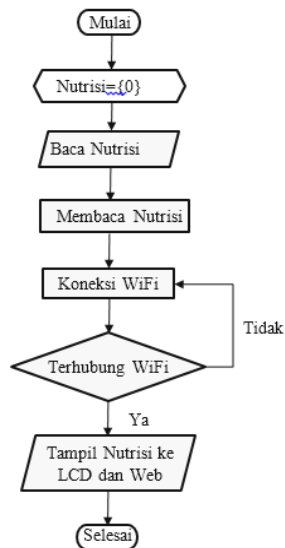 Mulai
Nutrisi={0}
Baca Nutrisi
Membaca Nutrisi
Koneksi WiFi
Tidak
Terhubung WiFi
Ya
Tampil Nutrisi ke
LCD dan Web
Selesai